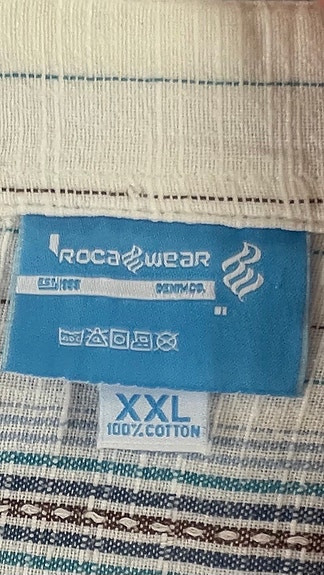 ROCAWEAR
EST. 1999 DENIM CO.
XXL
100% COTTON